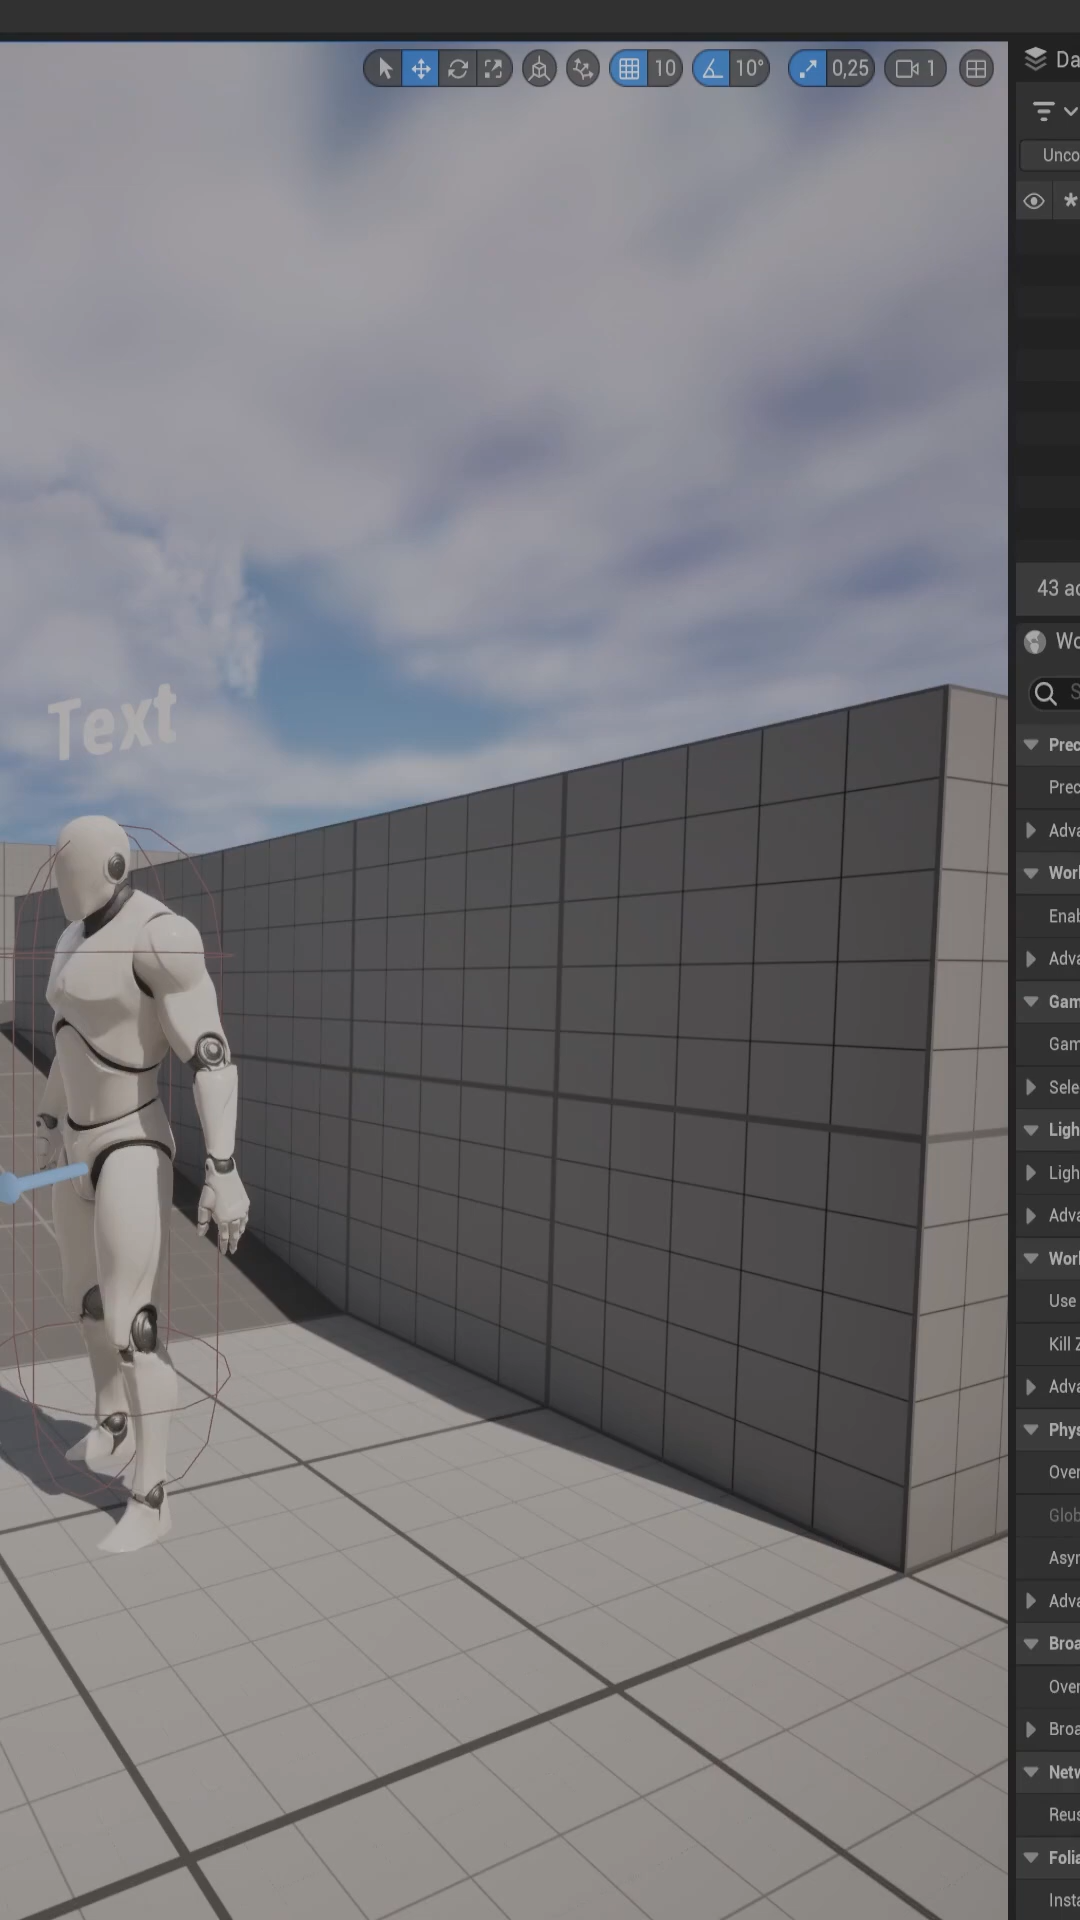 10
10°
0,25
1
Da
Unco
*
43 ac
Wo
S
Text
Prec
Prec
Adva
Worl
Enab
Adva
Gam
Gam
Sele
Ligh
Ligh
Adva
Worl
Use
Kill Z
Adva
Phys
Over
Glob
Asyn
Adva
Broa
Over
Broa
Netw
Reus
Folia
Insta